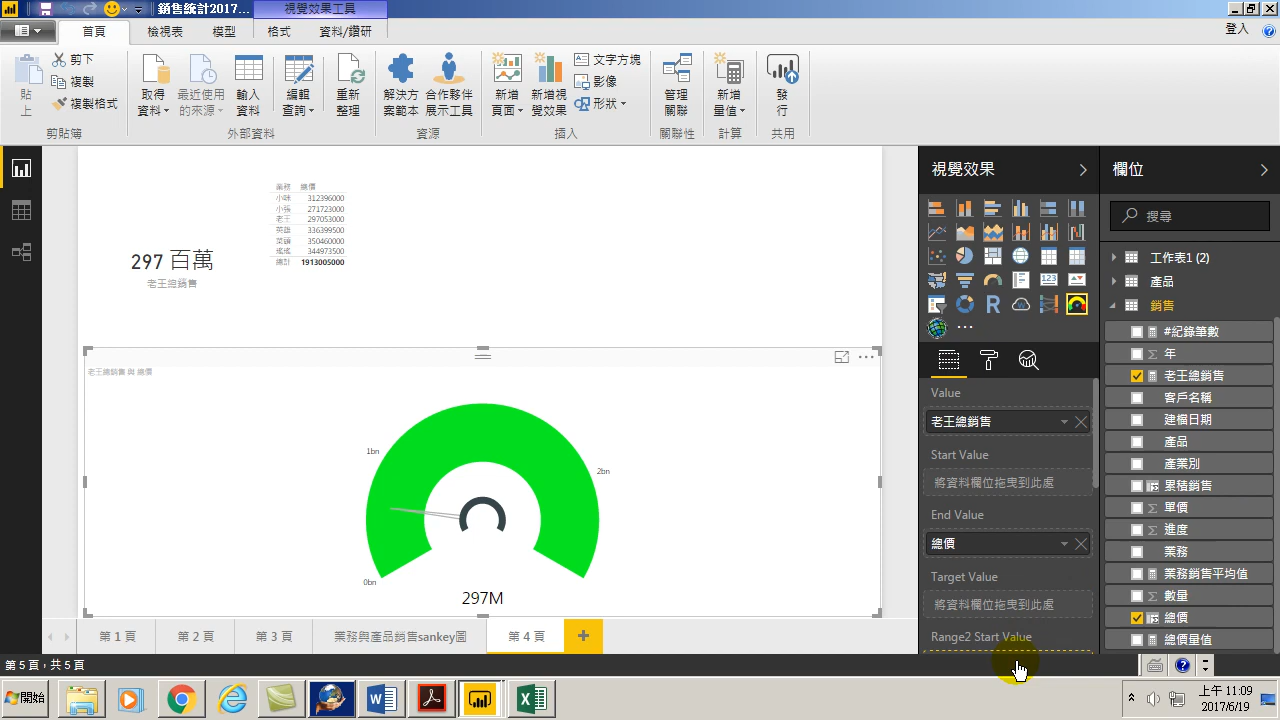 銷售統計2017...
視覺效果工具
首頁
檢視表
模型
格式
資料/鑽研
登入
貼
上
剪下
複製
複製格式
剪貼簿
取得
資料
最近使用
的來源
輸入
資料
編輯
查詢
外部資料
重新
整理
解決方
案範本
合作夥伴
展示工具
資源
新增
頁面
新增視
覺效果
文字方塊
影像
形狀
插入
管理
關聯
關聯性
新增
量值
計算
發
行
共用
297 百萬
老王總銷售
業務 總價
小咪 312396000
小張 271723000
老王 297053000
英雄 336399500
菜頭 350460000
瑤瑤 344973500
總計 1913005000
老王總銷售 與 總價
1bn
2bn
0bn
297M
視覺效果
Value
老王總銷售
Start Value
將資料欄位拖曳到此處
End Value
總價
Target Value
將資料欄位拖曳到此處
Range2 Start Value
欄位
搜尋
工作表1 (2)
產品
銷售
#紀錄筆數
年
老王總銷售
客戶名稱
建檔日期
產品
產業別
累積銷售
單價
進度
業務
業務銷售平均值
數量
總價
總價量值
第 1 頁
第 2 頁
第 3 頁
業務與產品銷售sankey圖
第 4 頁
第 5 頁，共 5 頁
開始
上午 11:09
2017/6/19